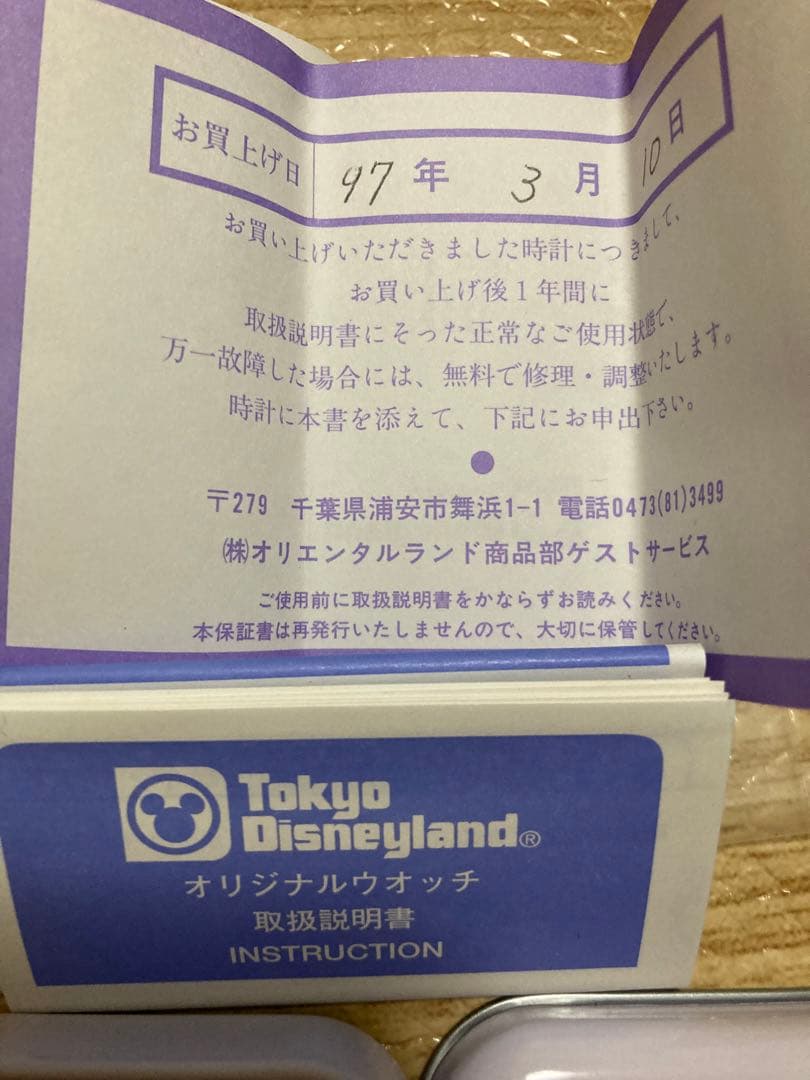 お買上げ日 97年 3月 10日
お買い上げいただきました時計につきまして、
お買い上げ後1年間に
取扱説明書にそった正常なご使用状態で、
万一故障した場合には、無料で修理・調整いたします。
時計に本書を添えて、下記にお申出下さい。
●
〒279 千葉県浦安市舞浜1-1 電話0473(81)3499
㈱オリエンタルランド商品部ゲストサービス
ご使用前に取扱説明書をかならずお読みください。
本保証書は再発行いたしませんので、大切に保管してください。
Tokyo
Disneyland®
オリジナルウオッチ
取扱説明書
INSTRUCTION